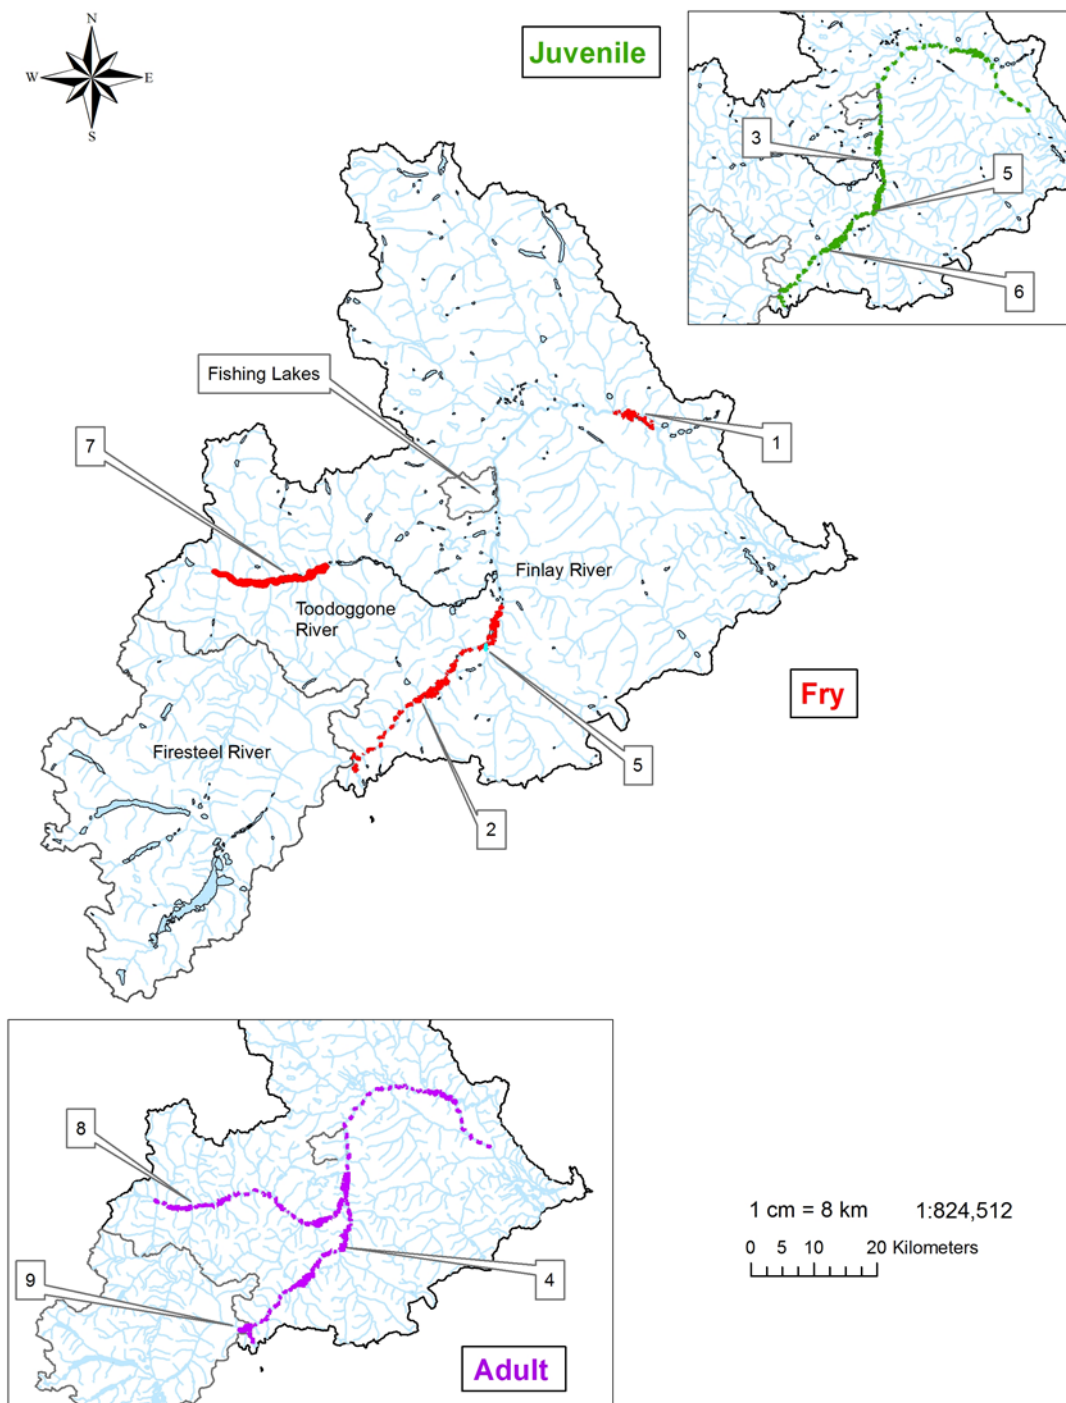 N
W
E
S
Juvenile
3
5
6
Fishing Lakes
7
1
Finlay River
Toodoggone
River
Fry
Firesteel River
5
2
8
9
4
Adult
1 cm = 8 km 1:824,512
0 5 10 20 Kilometers